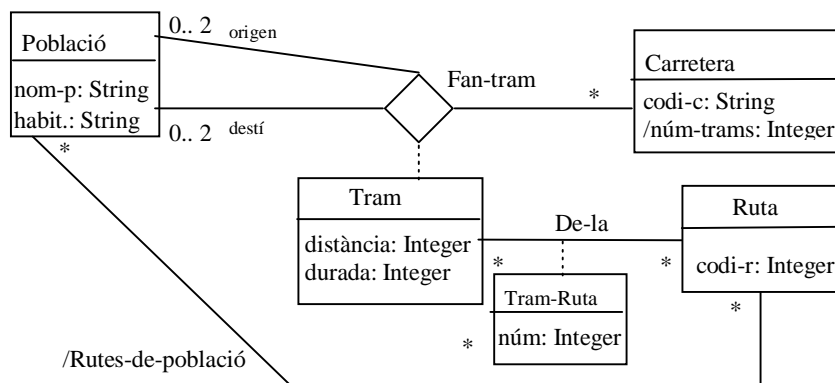 0.. 2 origen
Població
nom-p: String
habit.: String
Fan-tram
Carretera
codi-c: String
/núm-trams: Integer
*
0.. 2 destí
*
Tram
distància: Integer
durada: Integer
De-la
Ruta
codi-r: Integer
*
*
*
Tram-Ruta
núm: Integer
*
/Rutes-de-població